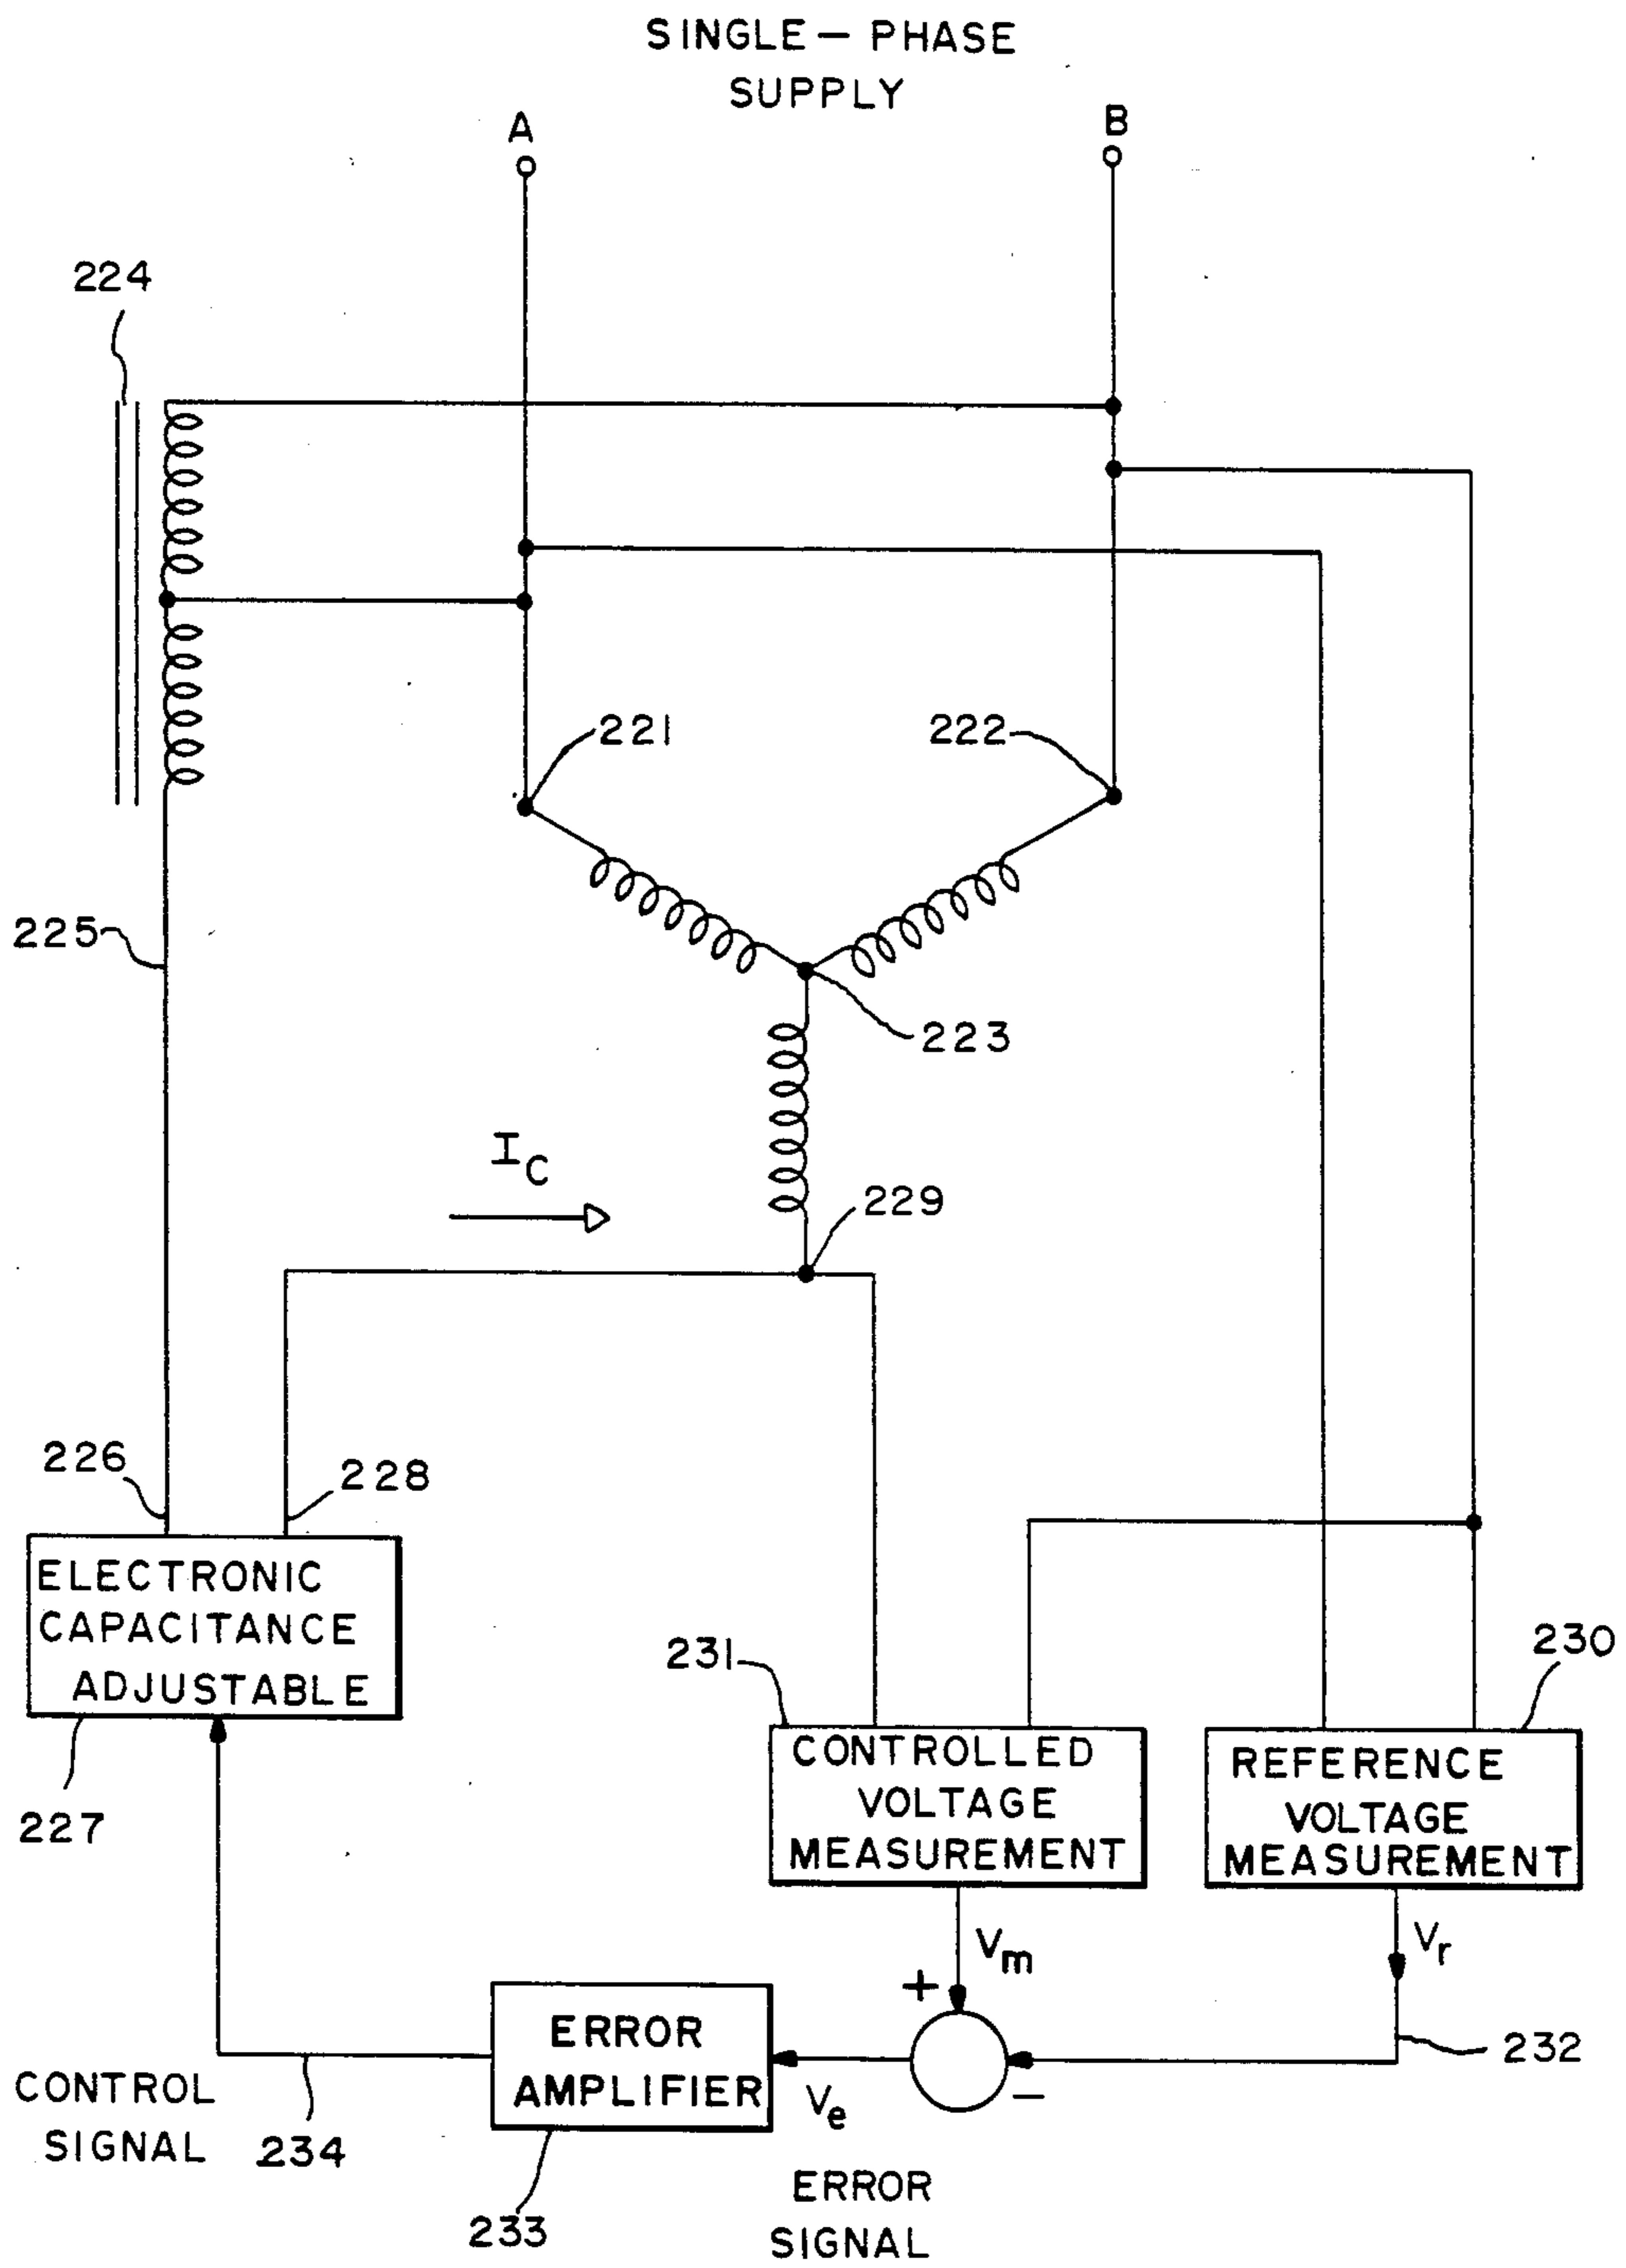 SINGLE — PHASE
SUPPLY
A
B
224
221
222
225
223
I_C
229
226
228
ELECTRONIC
CAPACITANCE
ADJUSTABLE
227
231
230
CONTROLLED
VOLTAGE
MEASUREMENT
REFERENCE
VOLTAGE
MEASUREMENT
V_m
V_r
+
−
232
ERROR
AMPLIFIER
V_e
CONTROL
SIGNAL
234
233
ERROR
SIGNAL